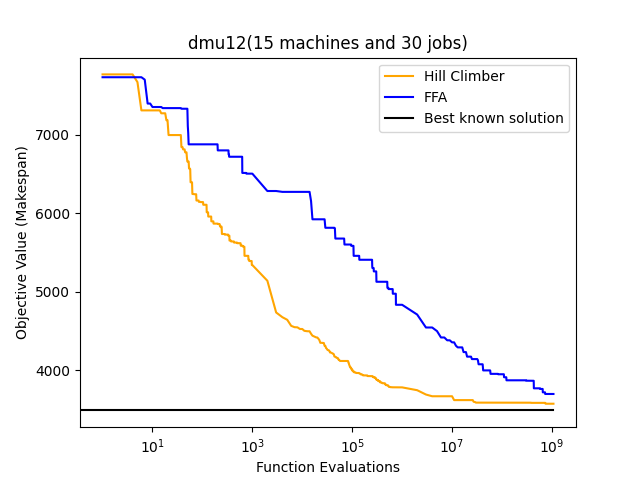 dmu12(15 machines and 30 jobs)
Hill Climber
FFA
Best known solution
Objective Value (Makespan)
7000
6000
5000
4000
10¹ 10³ 10⁵ 10⁷ 10⁹
Function Evaluations